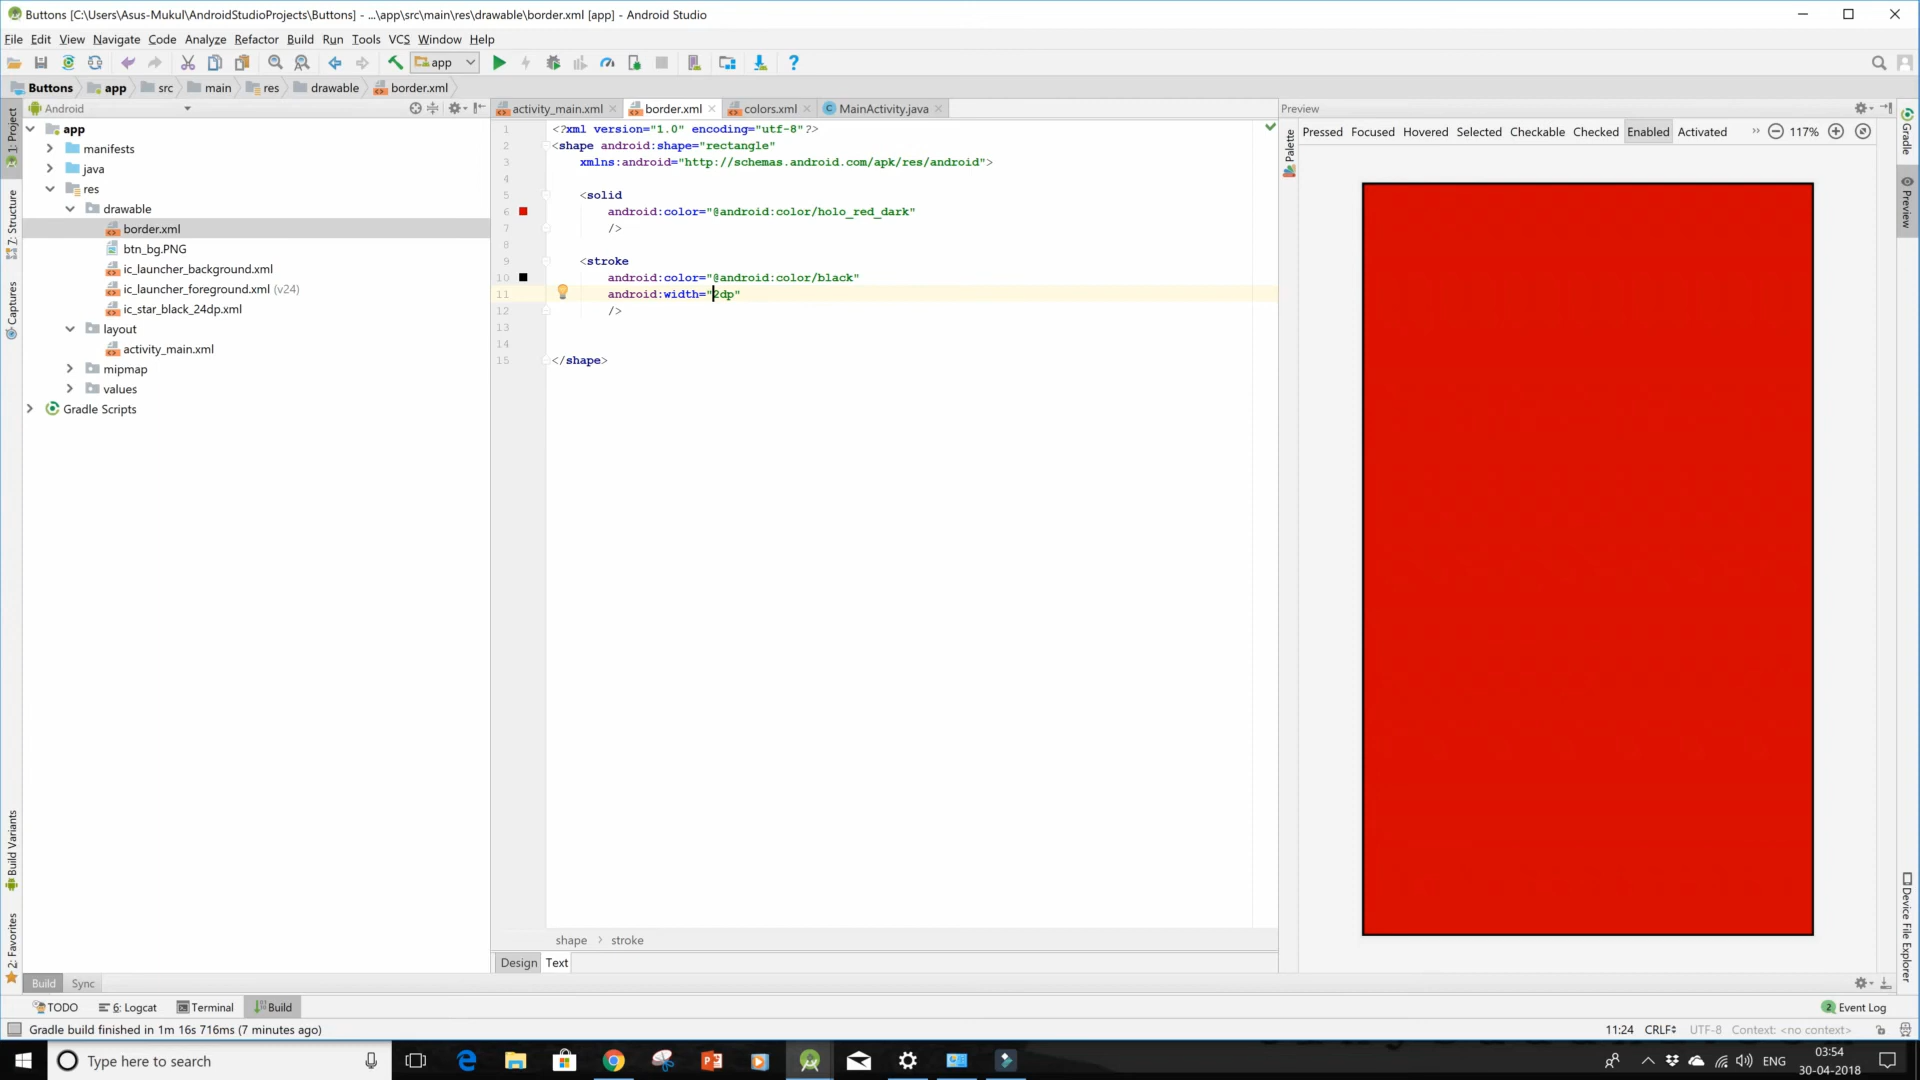 Buttons [C:\Users\Asus-Mukul\AndroidStudioProjects\Buttons] - ...\app\src\main\res\drawable\border.xml [app] - Android Studio
File Edit View Navigate Code Analyze Refactor Build Run Tools VCS Window Help
app
Buttons app src main res drawable border.xml
Android
activity_main.xml border.xml colors.xml MainActivity.java
Preview
1: Project
7: Structure
Captures
Build Variants
2: Favorites
app
manifests
java
res
drawable
border.xml
btn_bg.PNG
ic_launcher_background.xml
ic_launcher_foreground.xml (v24)
ic_star_black_24dp.xml
layout
activity_main.xml
mipmap
values
Gradle Scripts
1 <?xml version="1.0" encoding="utf-8"?>
2 <shape android:shape="rectangle"
3 xmlns:android="http://schemas.android.com/apk/res/android">
4
5 <solid
6 android:color="@android:color/holo_red_dark"
7 />
8
9 <stroke
10 android:color="@android:color/black"
11 android:width="2dp"
12 />
13
14
15 </shape>
shape stroke
Design Text
Palette
Pressed Focused Hovered Selected Checkable Checked Enabled Activated 117%
Gradle
Preview
Device File Explorer
Build Sync
TODO 6: Logcat Terminal Build
2 Event Log
Gradle build finished in 1m 16s 716ms (7 minutes ago)
11:24 CRLF UTF-8 Context: <no context>
Type here to search
ENG
03:54
30-04-2018